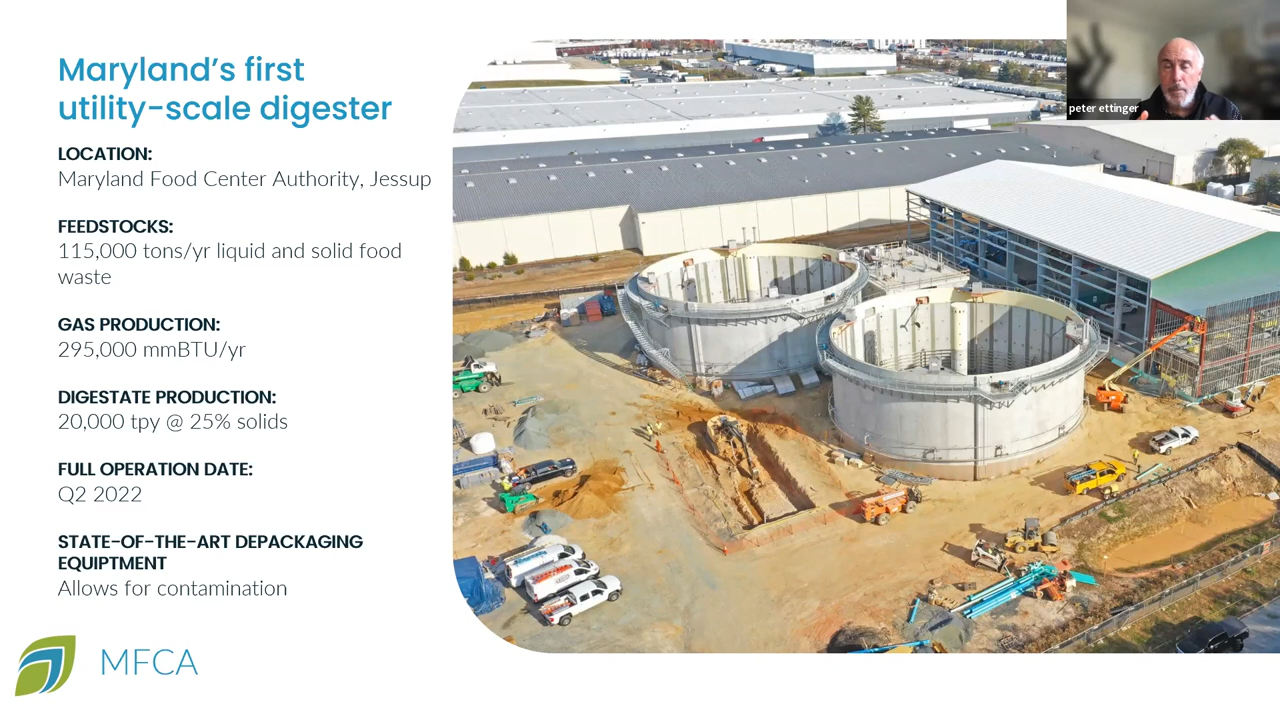 Maryland’s first
utility-scale digester
LOCATION:
Maryland Food Center Authority, Jessup
FEEDSTOCKS:
115,000 tons/yr liquid and solid food
waste
GAS PRODUCTION:
295,000 mmBTU/yr
DIGESTATE PRODUCTION:
20,000 tpy @ 25% solids
FULL OPERATION DATE:
Q2 2022
STATE-OF-THE-ART DEPACKAGING
EQUIPTMENT
Allows for contamination
MFCA
peter ettinger